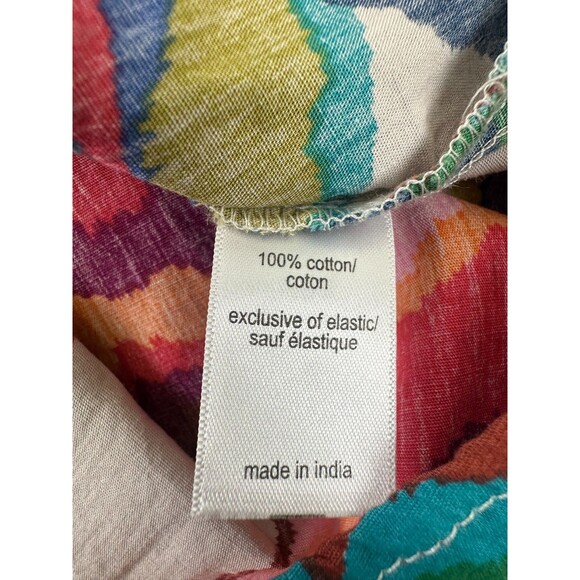 100% cotton/
coton
exclusive of elastic/
sauf élastique
made in india